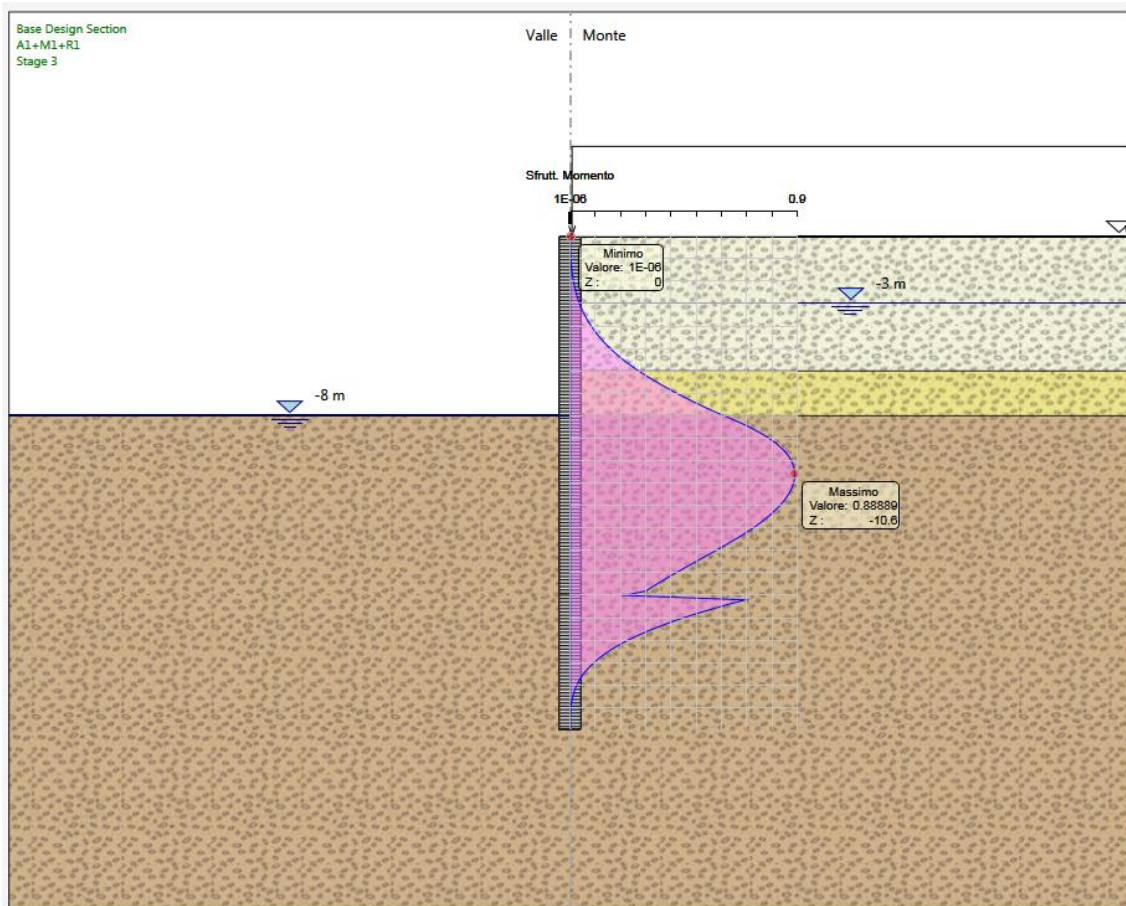 Base Design Section
A1+M1+R1
Stage 3
Valle Monte
Sfrutt. Momento
1E-06 0.9
Minimo
Valore: 1E-06
Z : 0
-3 m
-8 m
Massimo
Valore: 0.88889
Z : -10.6